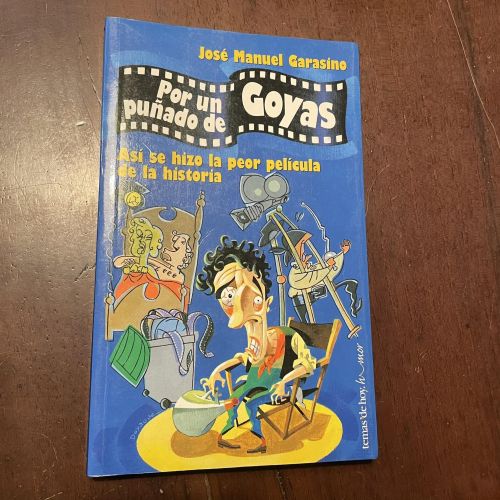 José Manuel Garasino
Por un
puñado de
Goyas
Así se hizo la peor película
de la historia
temas'de hoy. humor